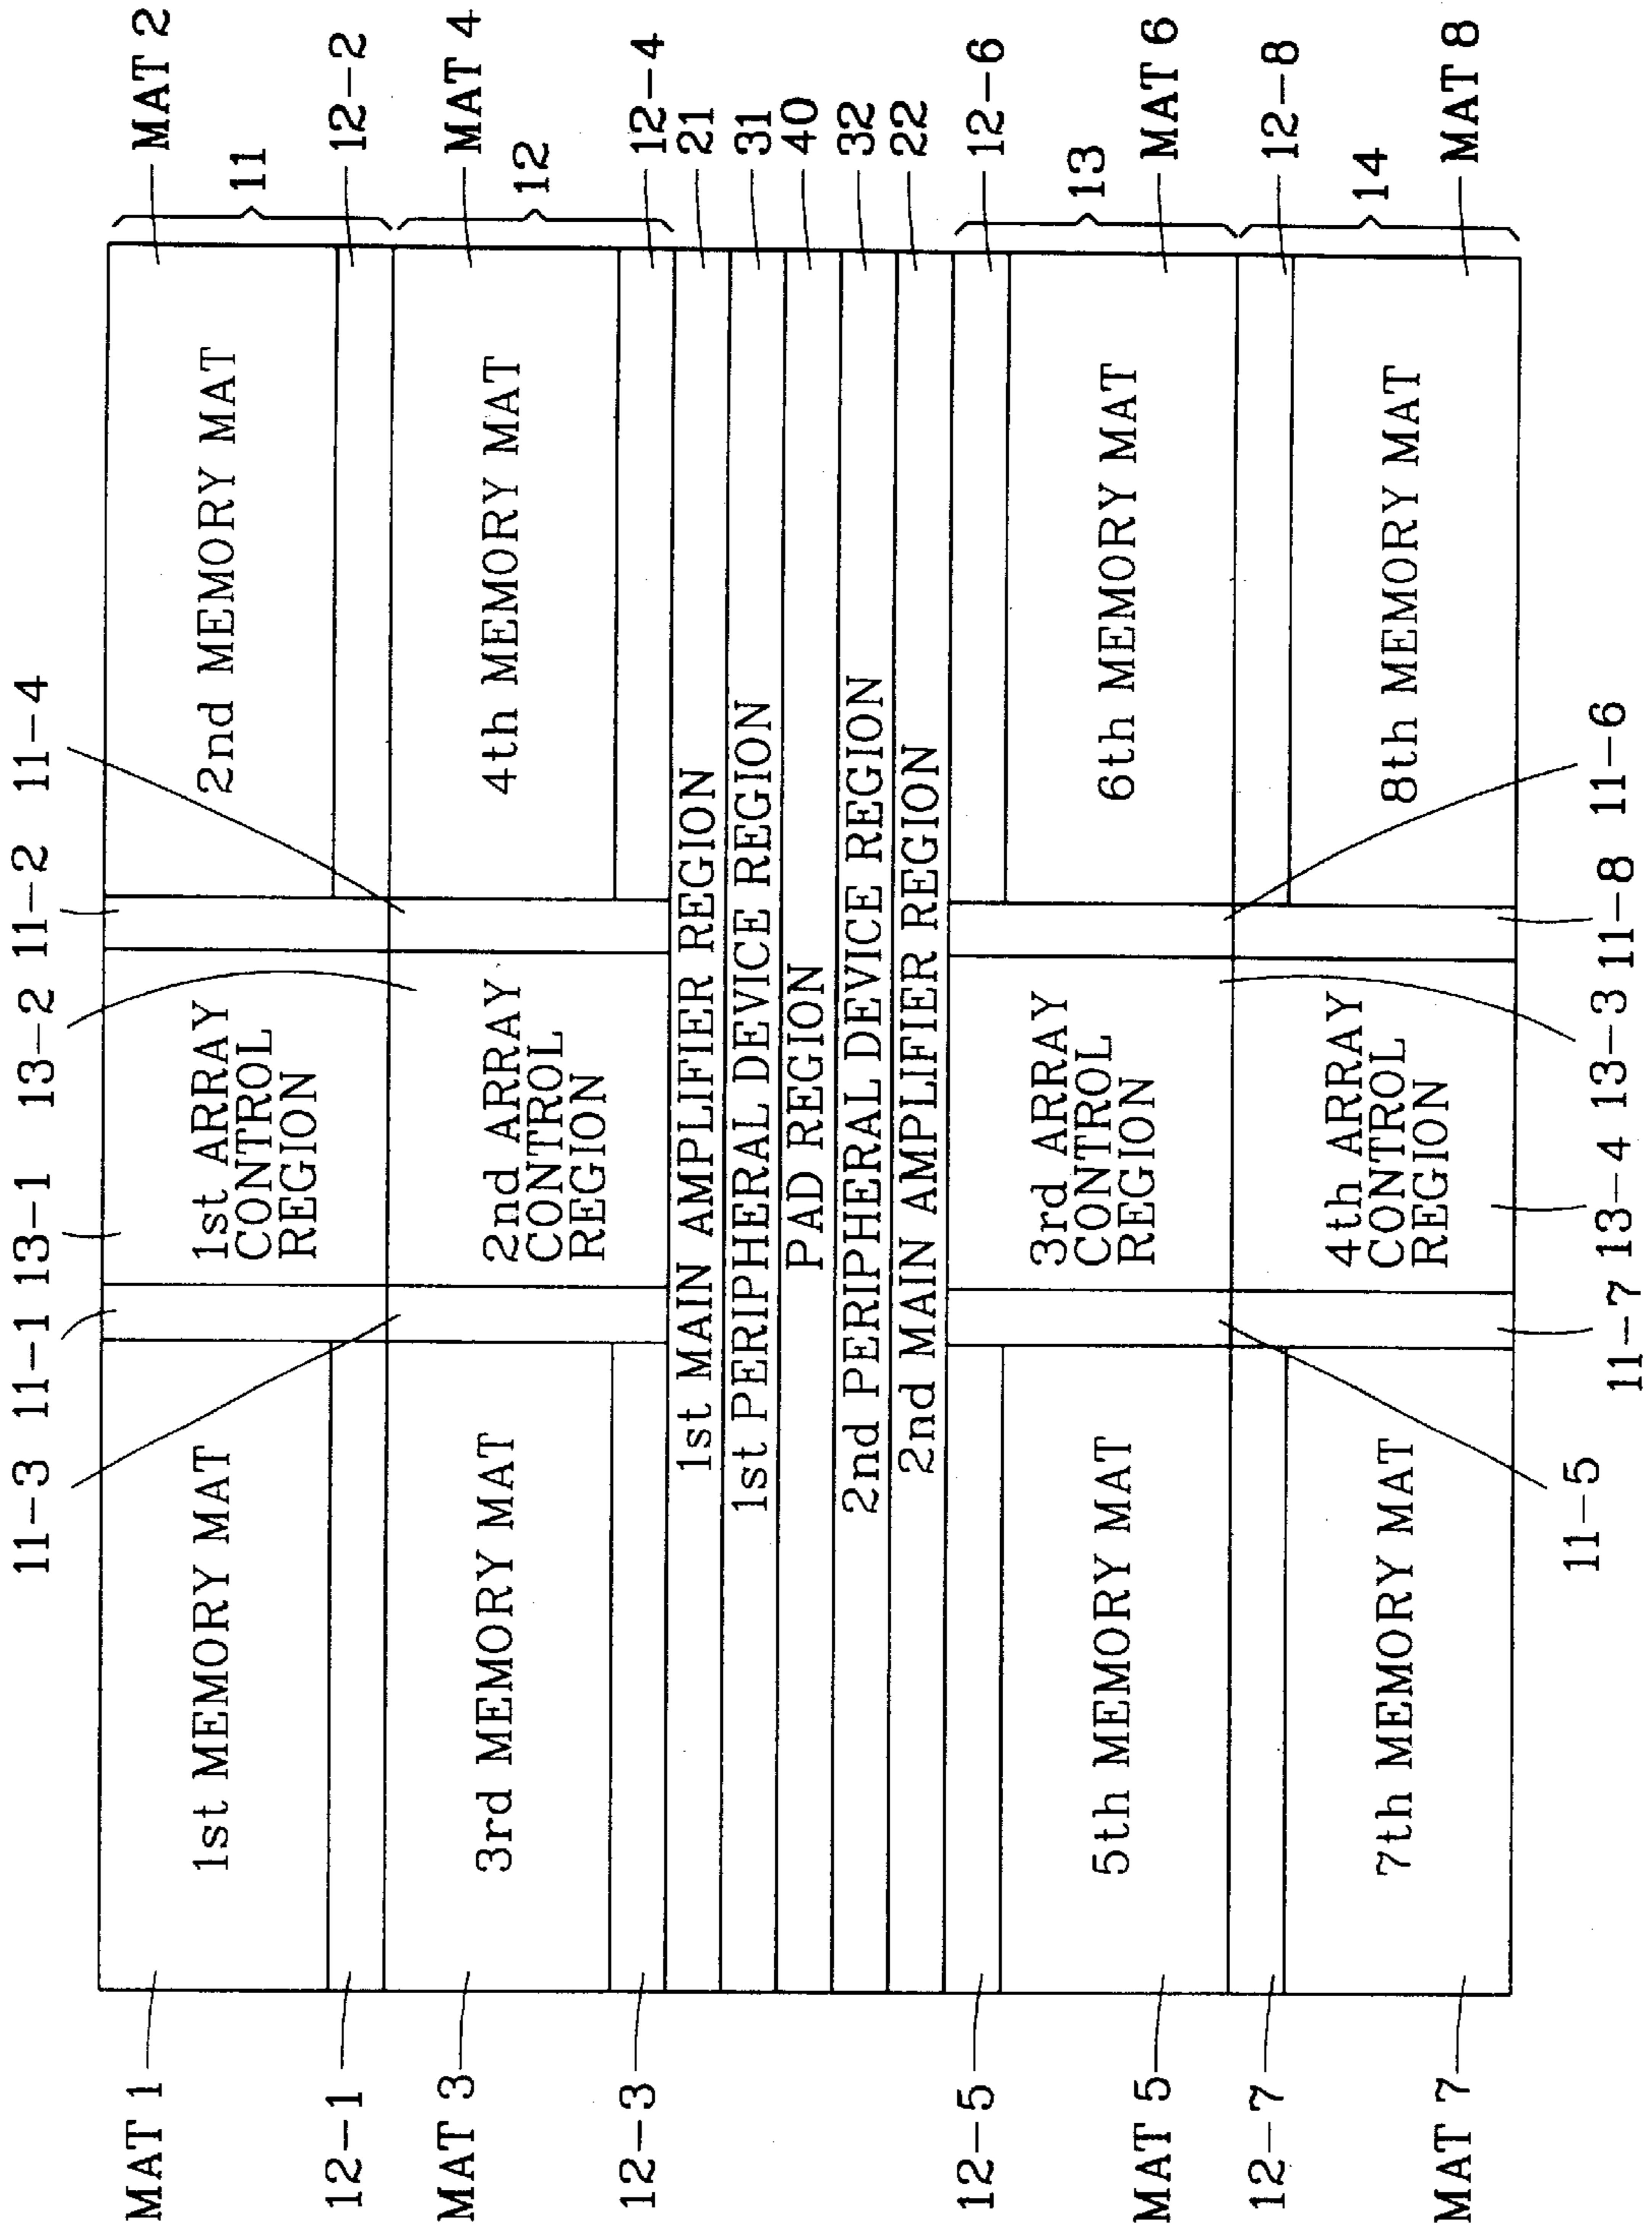 MAT 2
11
12-2
MAT 4
12
12-4
21
31
40
32
22
12-6
13
MAT 6
12-8
14
MAT 8
2nd MEMORY MAT
4th MEMORY MAT
6th MEMORY MAT
8th MEMORY MAT
11-4
11-2
13-2
13-1
11-1
11-3
1st ARRAY
CONTROL
REGION
2nd ARRAY
CONTROL
REGION
1st MAIN AMPLIFIER REGION
1st PERIPHERAL DEVICE REGION
PAD REGION
2nd PERIPHERAL DEVICE REGION
2nd MAIN AMPLIFIER REGION
3rd ARRAY
CONTROL
REGION
4th ARRAY
CONTROL
REGION
11-6
11-8
13-3
13-4
11-7
11-5
1st MEMORY MAT
3rd MEMORY MAT
5th MEMORY MAT
7th MEMORY MAT
MAT 1
12-1
MAT 3
12-3
12-5
MAT 5
12-7
MAT 7